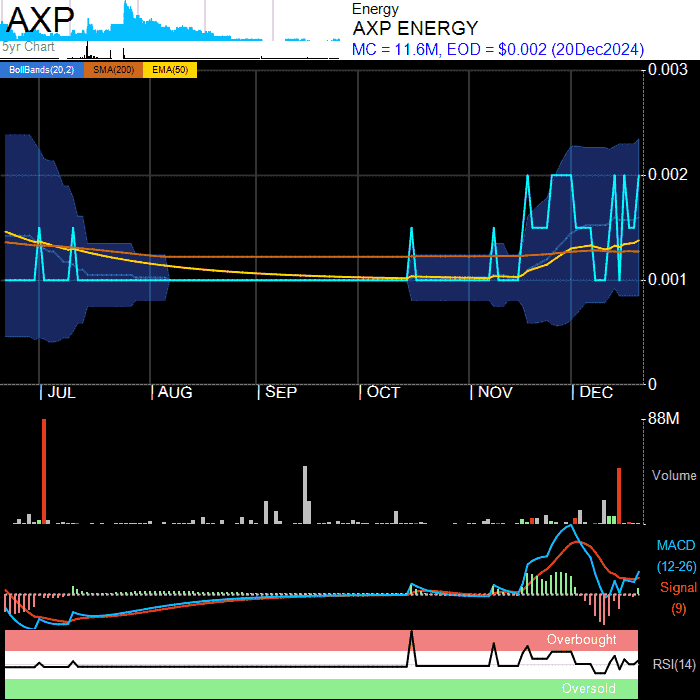 AXP
5yr Chart
Energy
AXP ENERGY
MC = 11.6M, EOD = $0.002 (20Dec2024)
BollBands(20,2) SMA(200) EMA(50)
0.003
0.002
0.001
0
JUL AUG SEP OCT NOV DEC
88M
Volume
MACD
(12-26)
Signal
(9)
Overbought
RSI(14)
Oversold